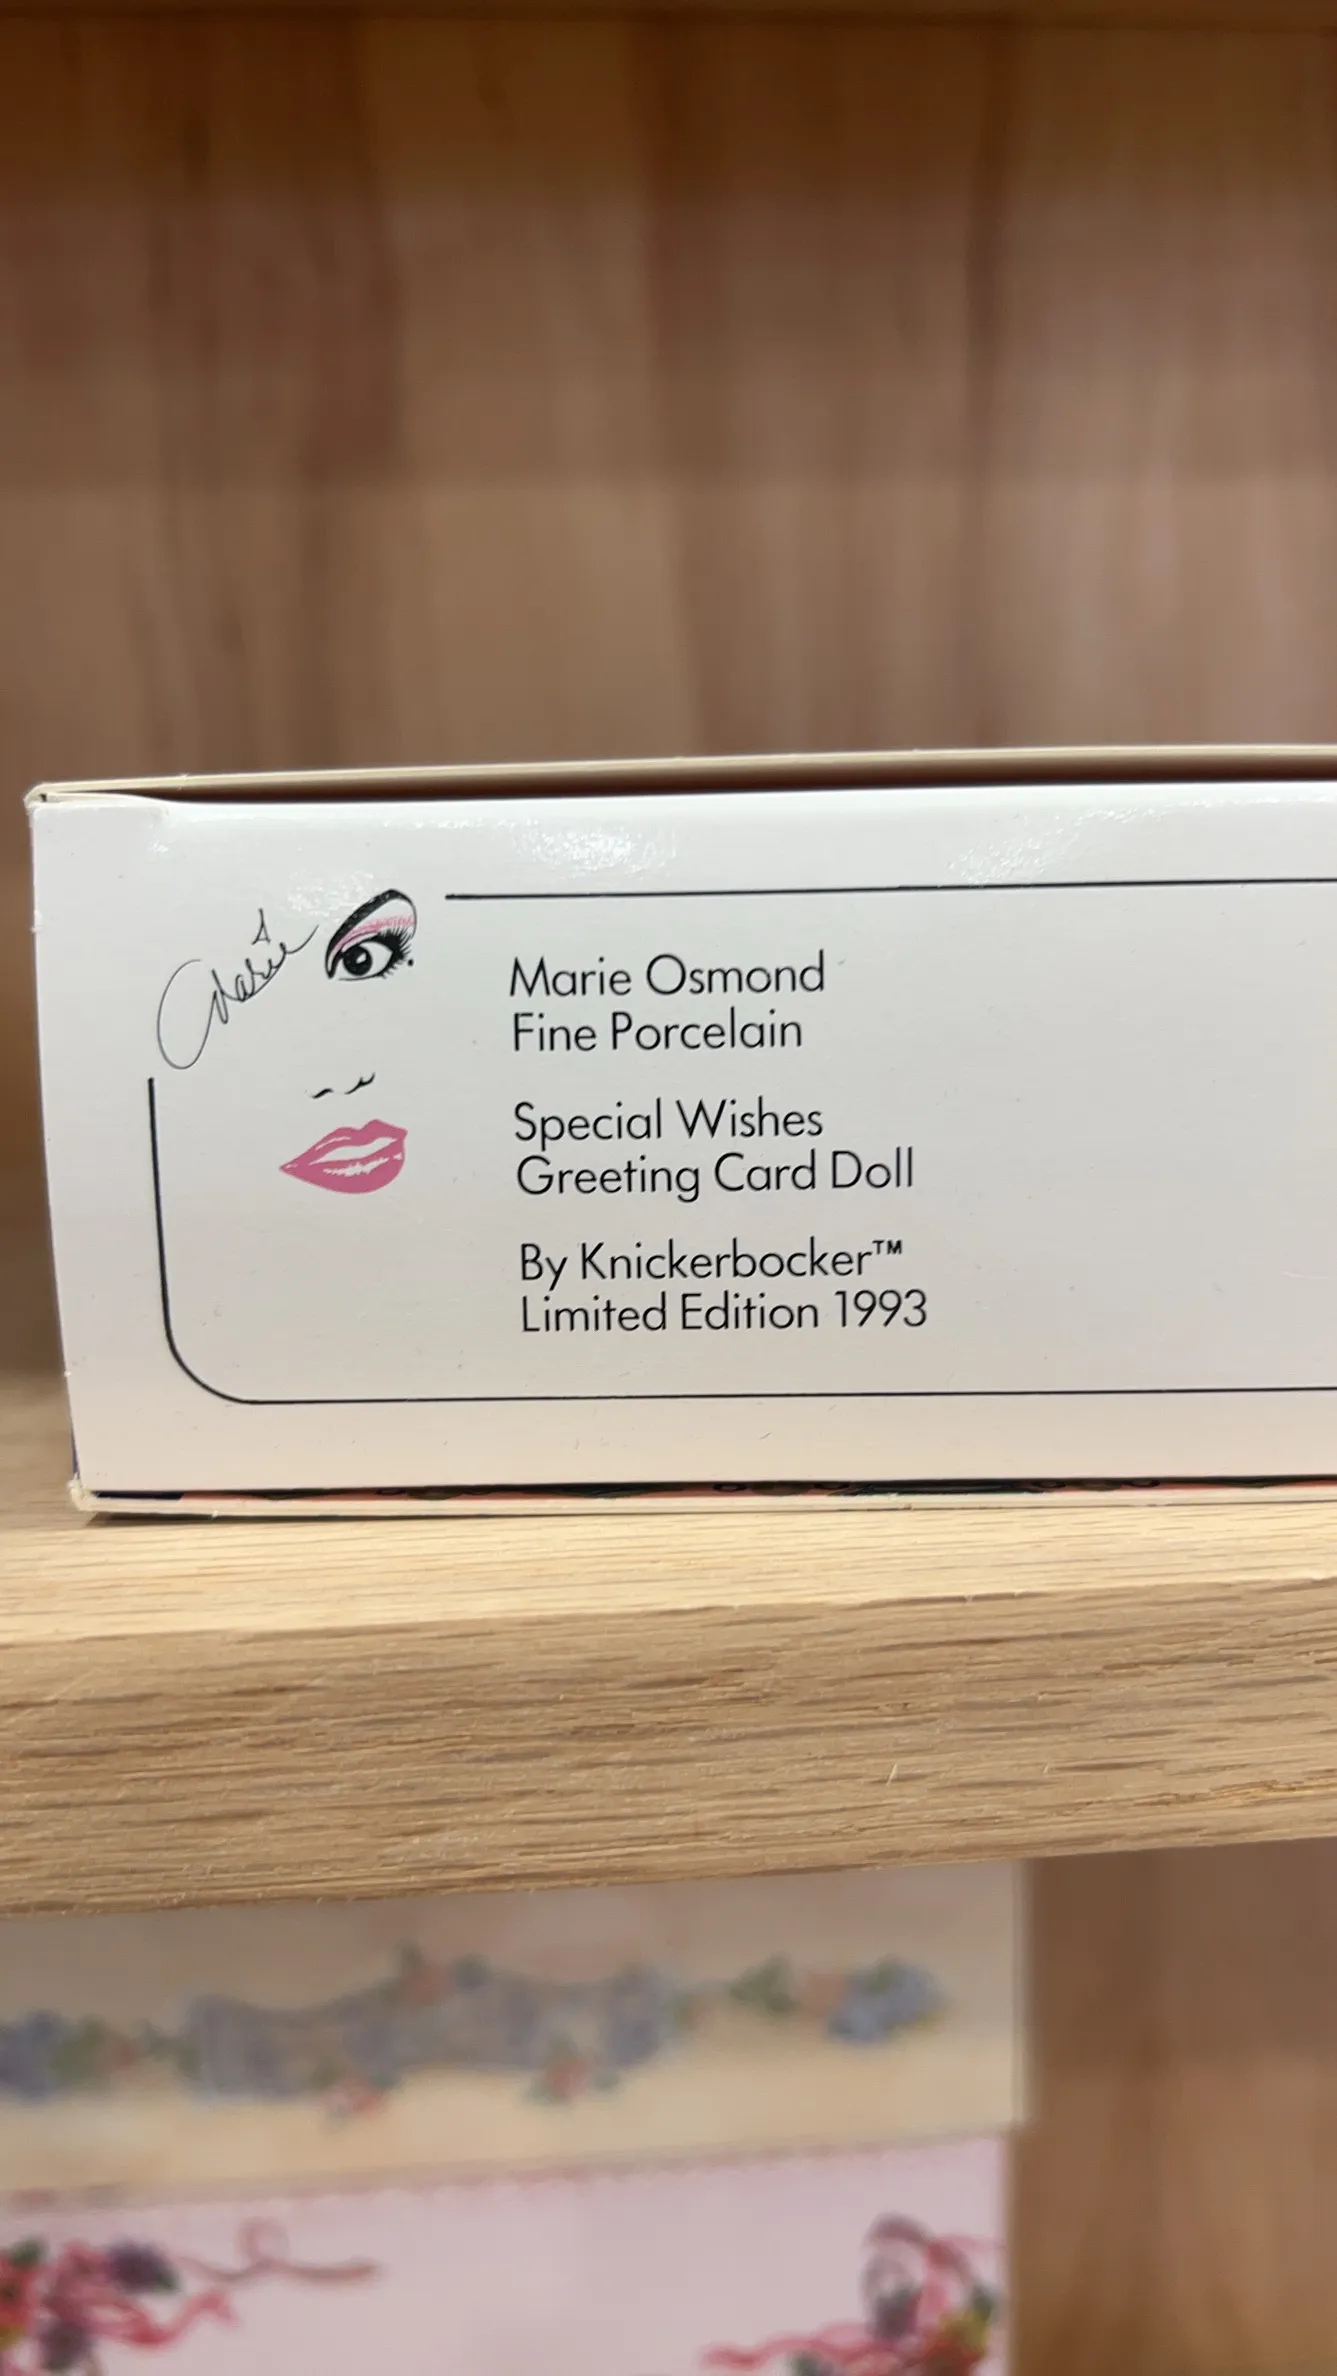 Marie
Marie Osmond
Fine Porcelain
Special Wishes
Greeting Card Doll
By Knickerbocker™
Limited Edition 1993